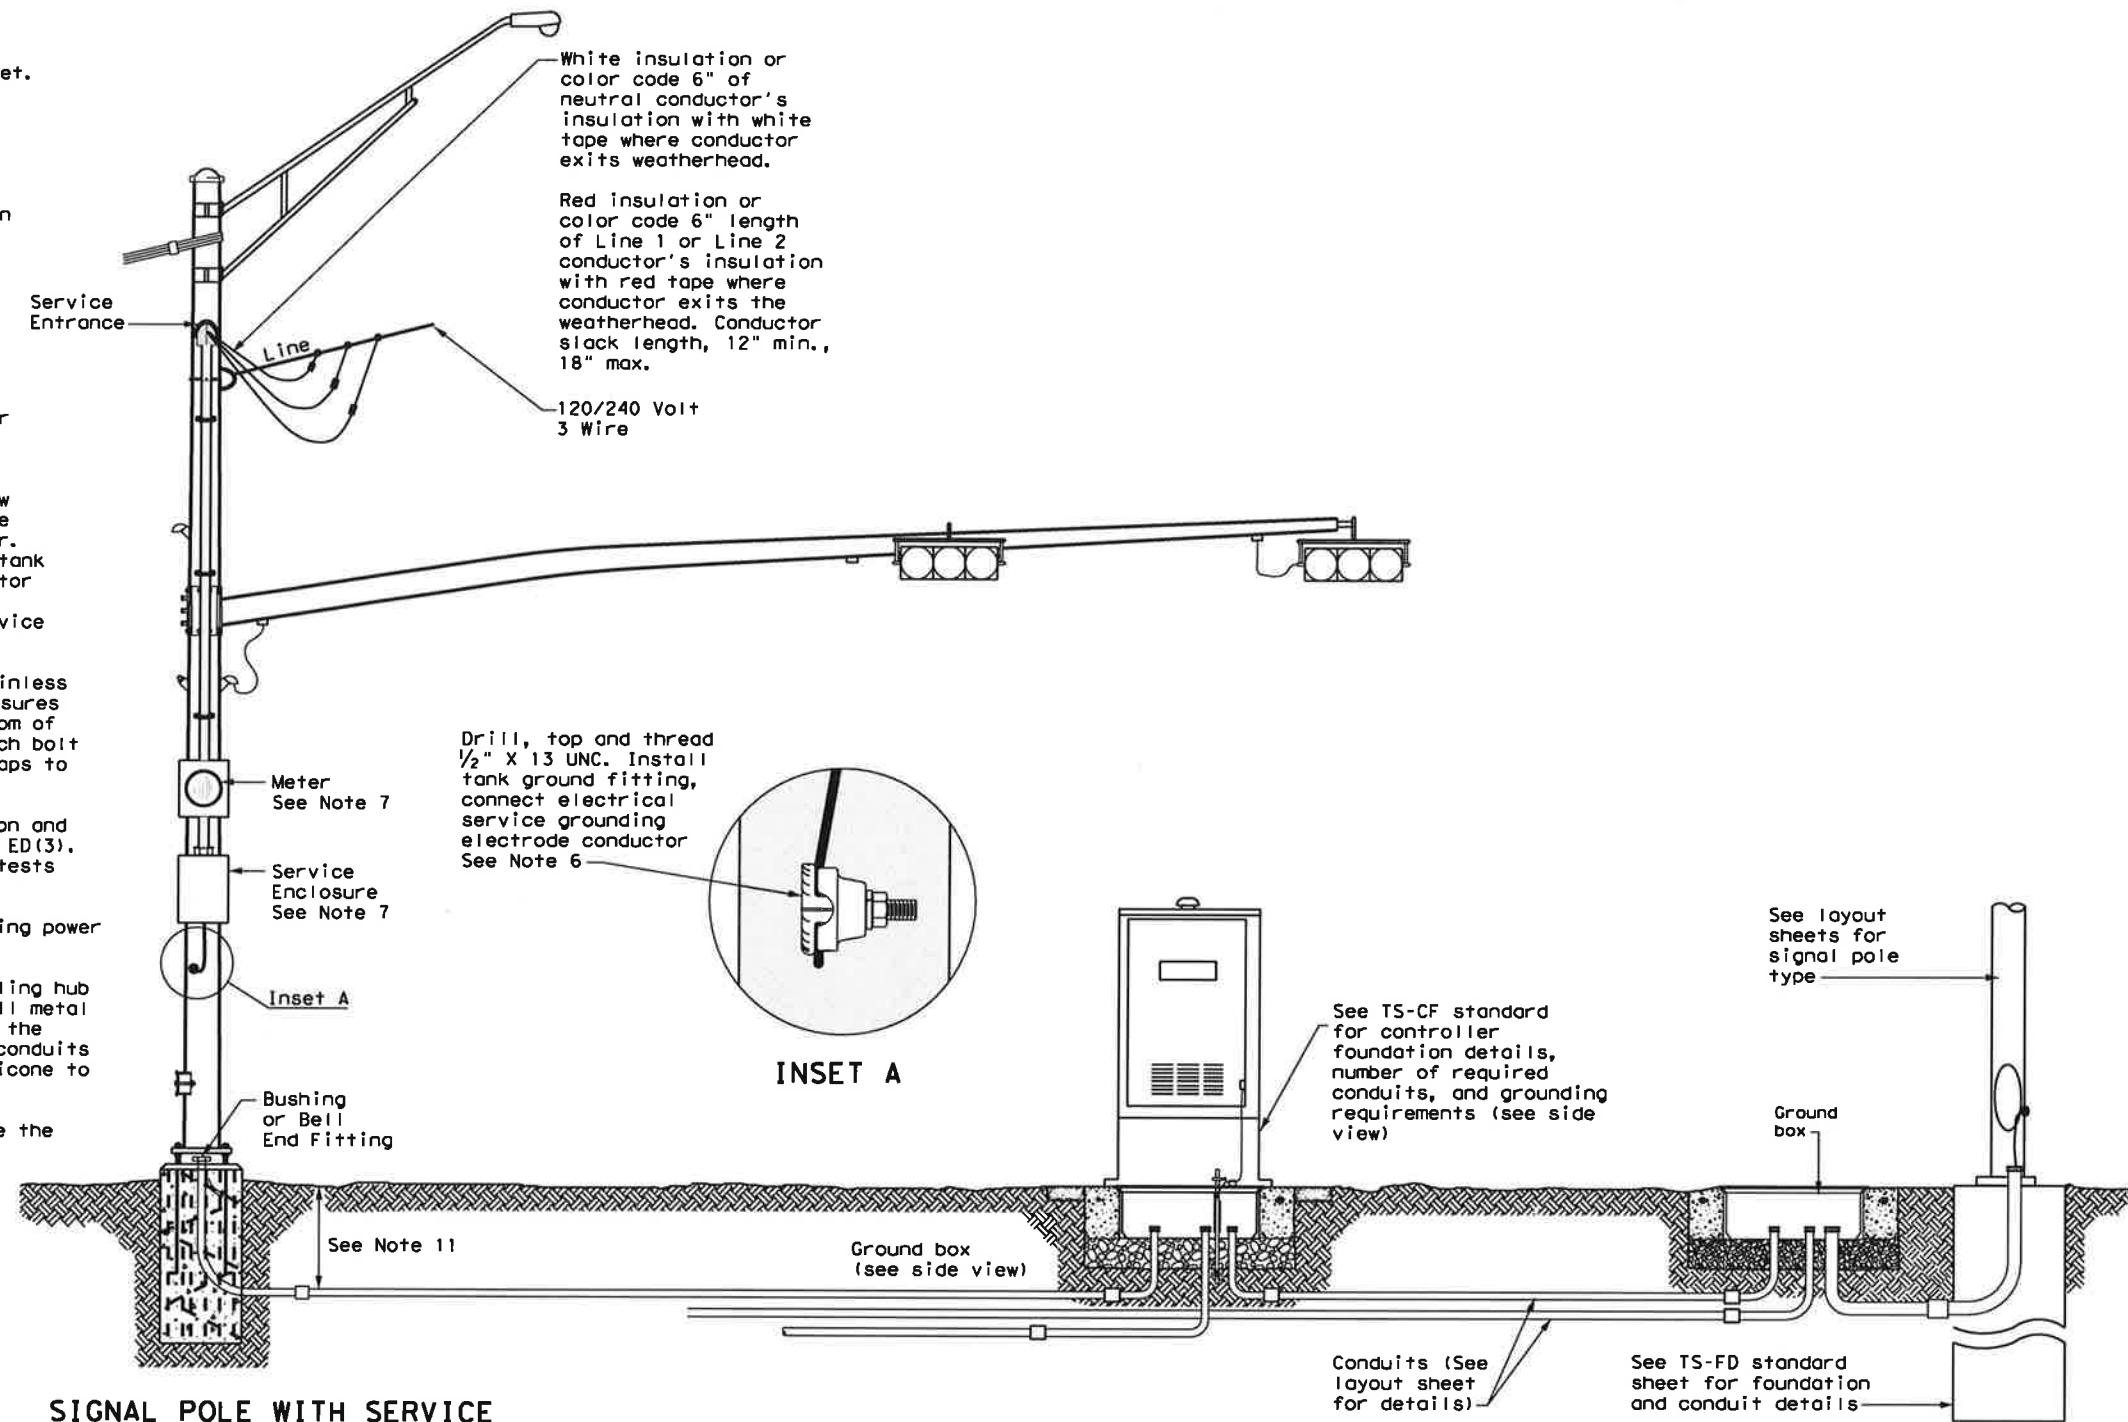 et.
n
r
w
e
r.
tank
tor
vice
inless
sures
om of
ch bolt
aps to
on and
ED(3).
tests
ing power
ling hub
ll metal
the
conduits
icone to
e the
White insulation or
color code 6" of
neutral conductor's
insulation with white
tape where conductor
exits weatherhead.
Red insulation or
color code 6" length
of Line 1 or Line 2
conductor's insulation
with red tape where
conductor exits the
weatherhead. Conductor
slack length, 12" min.,
18" max.
Service
Entrance
Line
120/240 Volt
3 Wire
Meter
See Note 7
Service
Enclosure
See Note 7
Inset A
Drill, top and thread
½" X 13 UNC. Install
tank ground fitting,
connect electrical
service grounding
electrode conductor
See Note 6
INSET A
Bushing
or Bell
End Fitting
See Note 11
Ground box
(see side view)
See TS-CF standard
for controller
foundation details,
number of required
conduits, and grounding
requirements (see side
view)
See layout
sheets for
signal pole
type
Ground
box
Conduits (See
layout sheet
for details)
See TS-FD standard
sheet for foundation
and conduit details
SIGNAL POLE WITH SERVICE